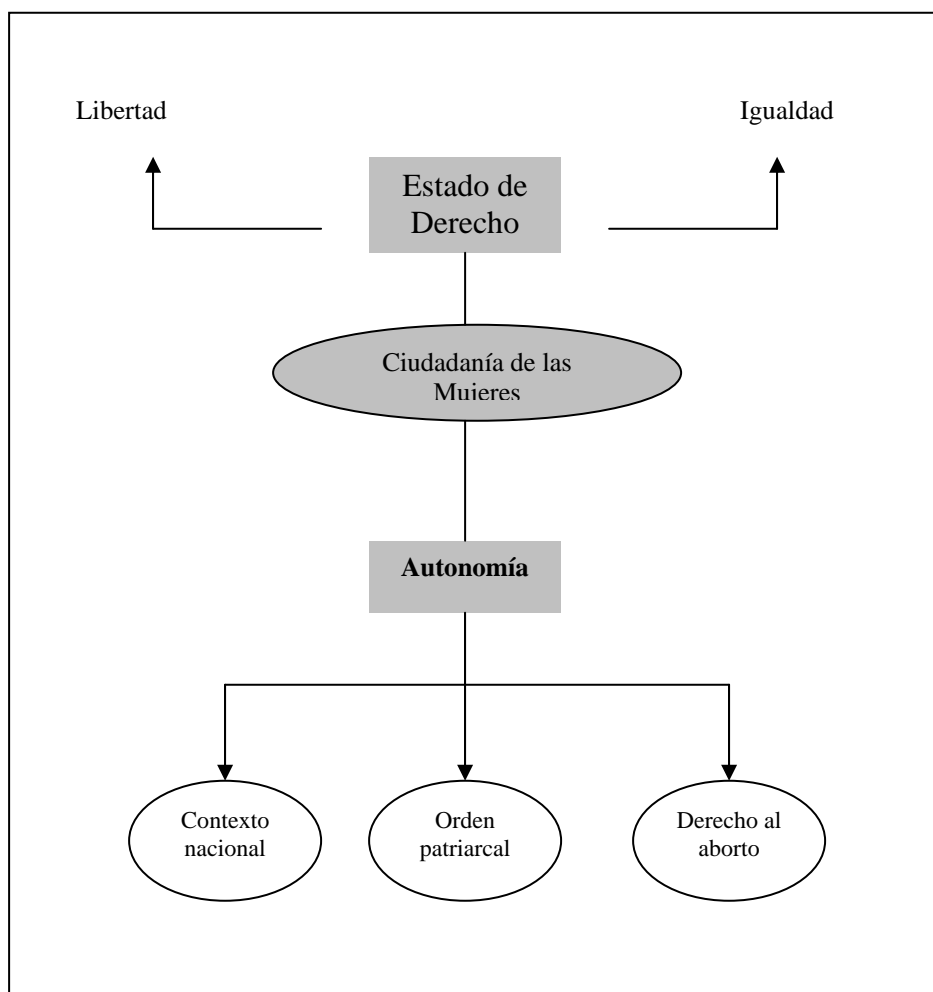 Libertad
Igualdad
Estado de
Derecho
Ciudadanía de las
Mujeres
Autonomía
Contexto
nacional
Orden
patriarcal
Derecho al
aborto